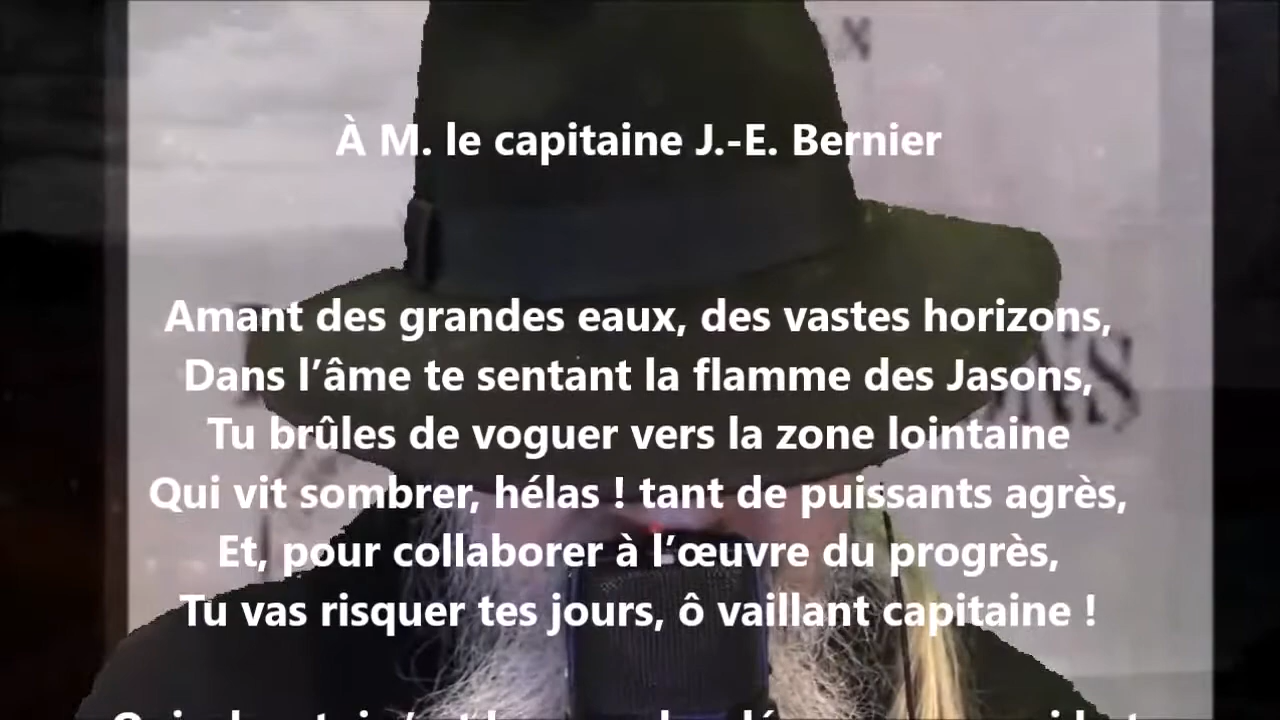 À M. le capitaine J.-E. Bernier
Amant des grandes eaux, des vastes horizons,
Dans l’âme te sentant la flamme des Jasons,
Tu brûles de voguer vers la zone lointaine
Qui vit sombrer, hélas ! tant de puissants agrès,
Et, pour collaborer à l’œuvre du progrès,
Tu vas risquer tes jours, ô vaillant capitaine !